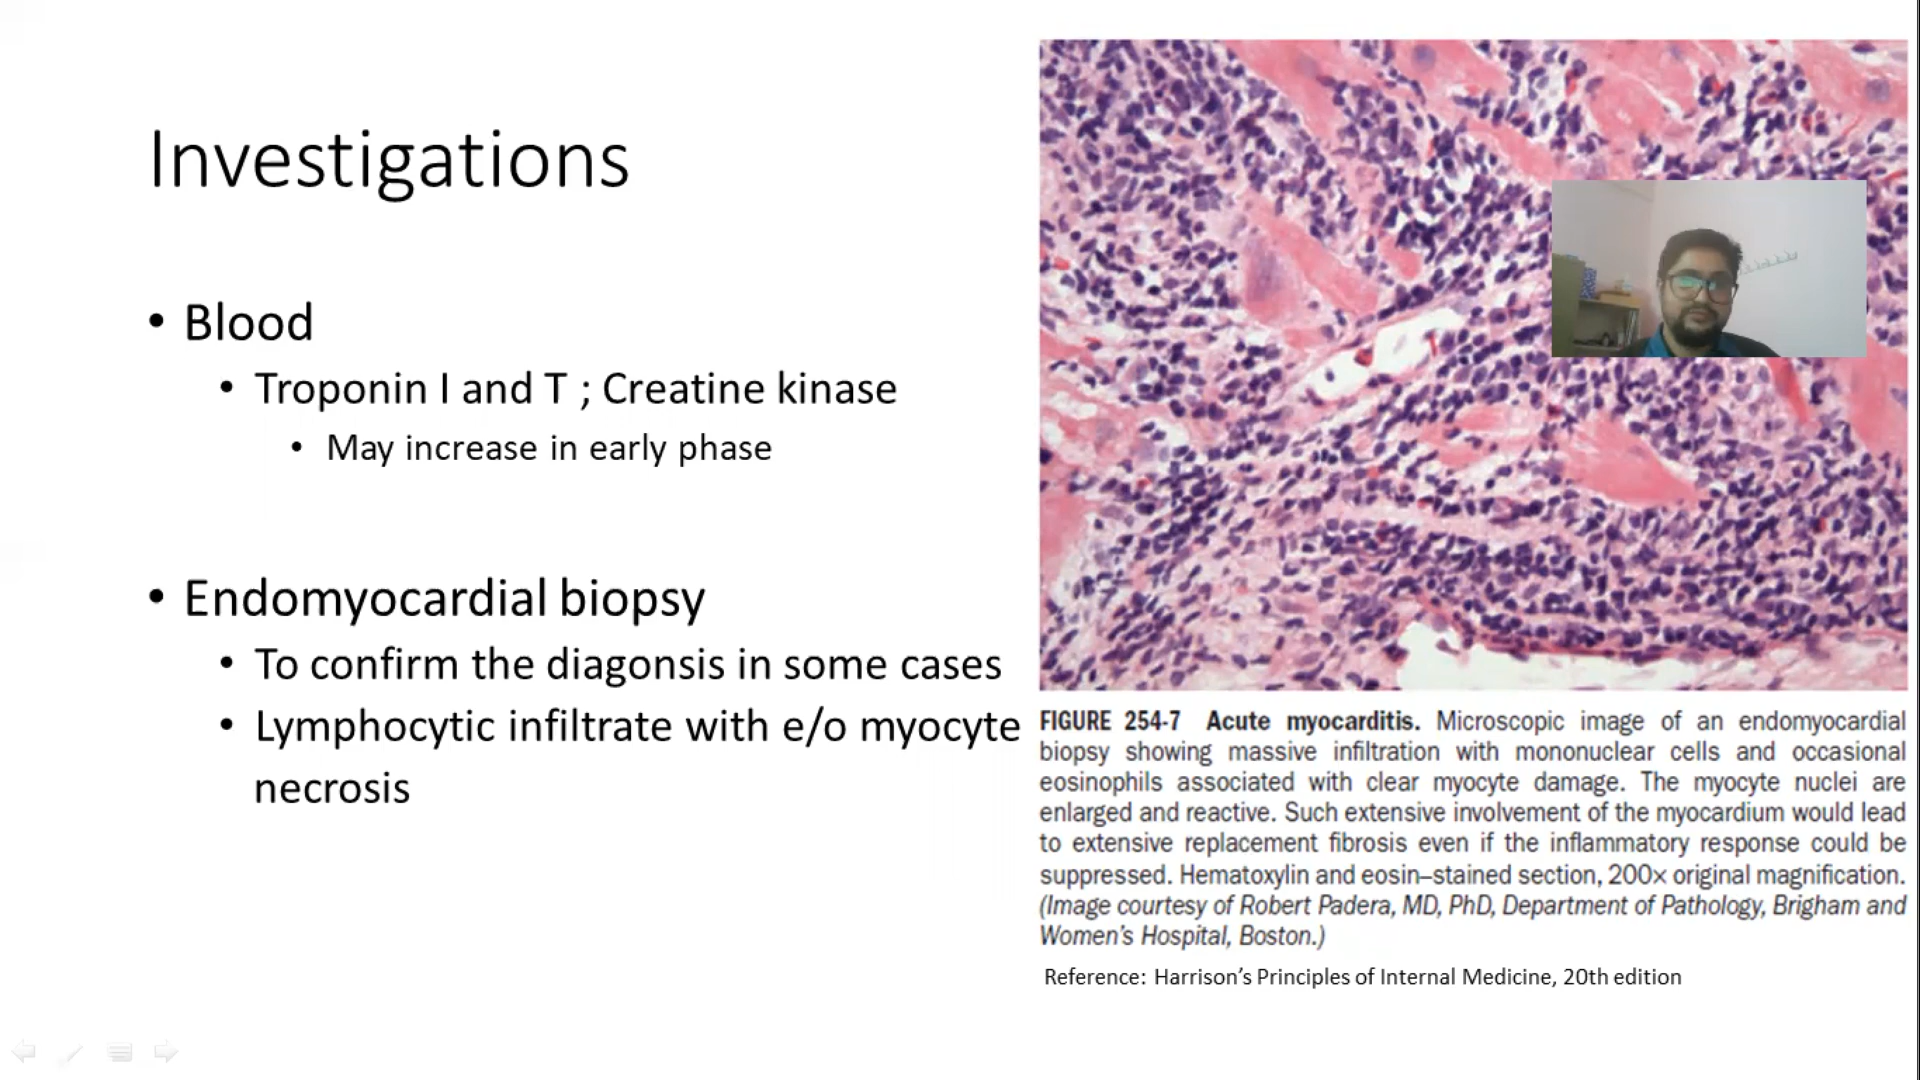 Investigations
• Blood
• Troponin I and T ; Creatine kinase
• May increase in early phase
• Endomyocardial biopsy
• To confirm the diagonsis in some cases
• Lymphocytic infiltrate with e/o myocyte
necrosis
FIGURE 254-7 Acute myocarditis. Microscopic image of an endomyocardial
biopsy showing massive infiltration with mononuclear cells and occasional
eosinophils associated with clear myocyte damage. The myocyte nuclei are
enlarged and reactive. Such extensive involvement of the myocardium would lead
to extensive replacement fibrosis even if the inflammatory response could be
suppressed. Hematoxylin and eosin–stained section, 200× original magnification.
(Image courtesy of Robert Padera, MD, PhD, Department of Pathology, Brigham and
Women’s Hospital, Boston.)
Reference: Harrison’s Principles of Internal Medicine, 20th edition